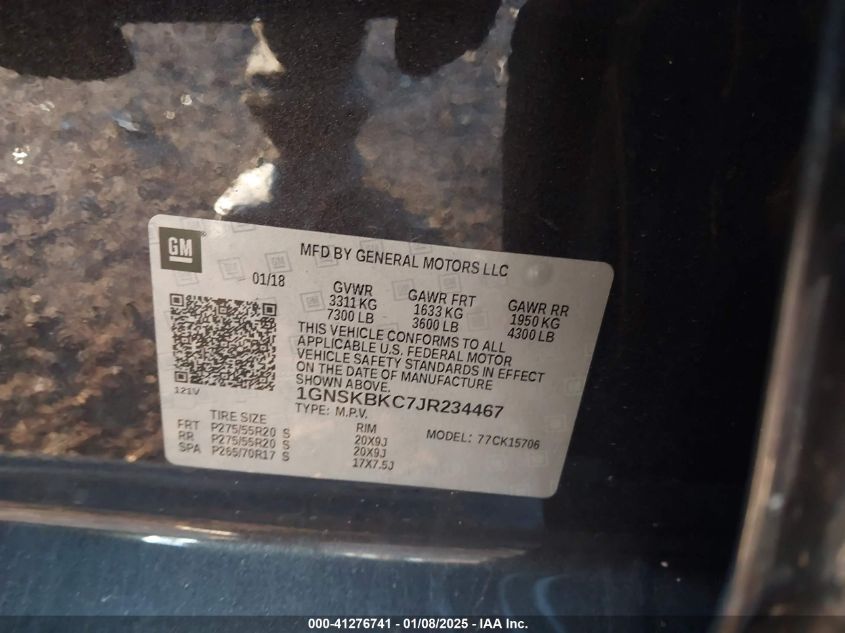 GM
MFD BY GENERAL MOTORS LLC
01/18
GVWR GAWR FRT GAWR RR
3311 KG 1633 KG 1950 KG
7300 LB 3600 LB 4300 LB
THIS VEHICLE CONFORMS TO ALL
APPLICABLE U.S. FEDERAL MOTOR
VEHICLE SAFETY STANDARDS IN EFFECT
ON THE DATE OF MANUFACTURE
SHOWN ABOVE.
1GNSKBKC7JR234467
TYPE: M.P.V. MODEL: 77CK15706
121V
TIRE SIZE RIM
FRT P275/55R20 S 20X9J
RR P275/55R20 S 20X9J
SPA P265/70R17 S 17X7.5J
000-41276741 — 01/08/2025 — IAA Inc.